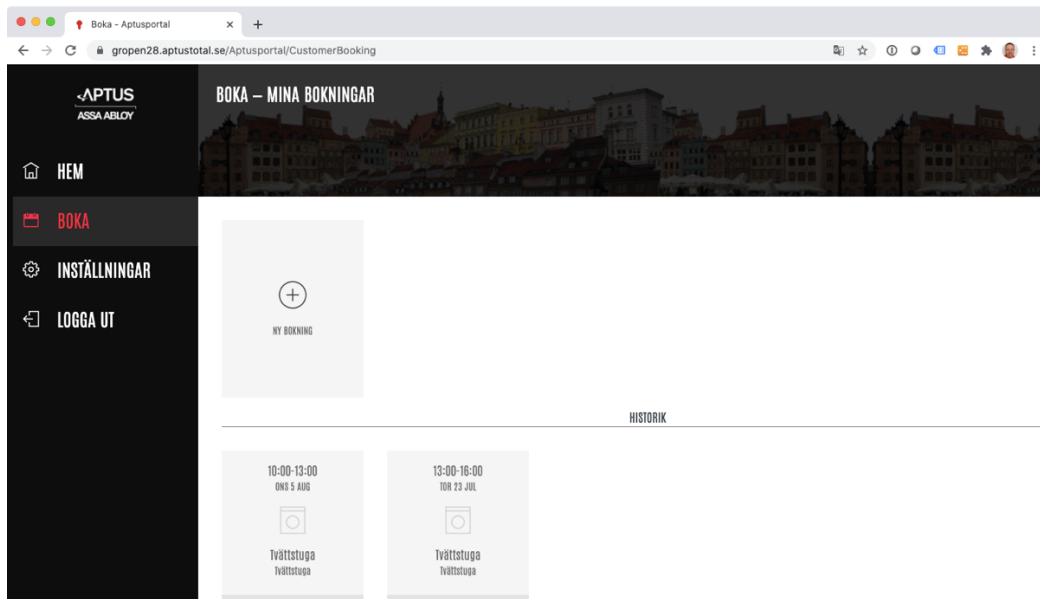 Boka - Aptusportal
gropen28.aptustotal.se/Aptusportal/CustomerBooking
APTUS
ASSA ABLOY
HEM
BOKA
INSTÄLLNINGAR
LOGGA UT
BOKA – MINA BOKNINGAR
NY BOKNING
HISTORIK
10:00-13:00
ONS 5 AUG
Tvättstuga
Tvättstuga
13:00-16:00
TOR 23 JUL
Tvättstuga
Tvättstuga